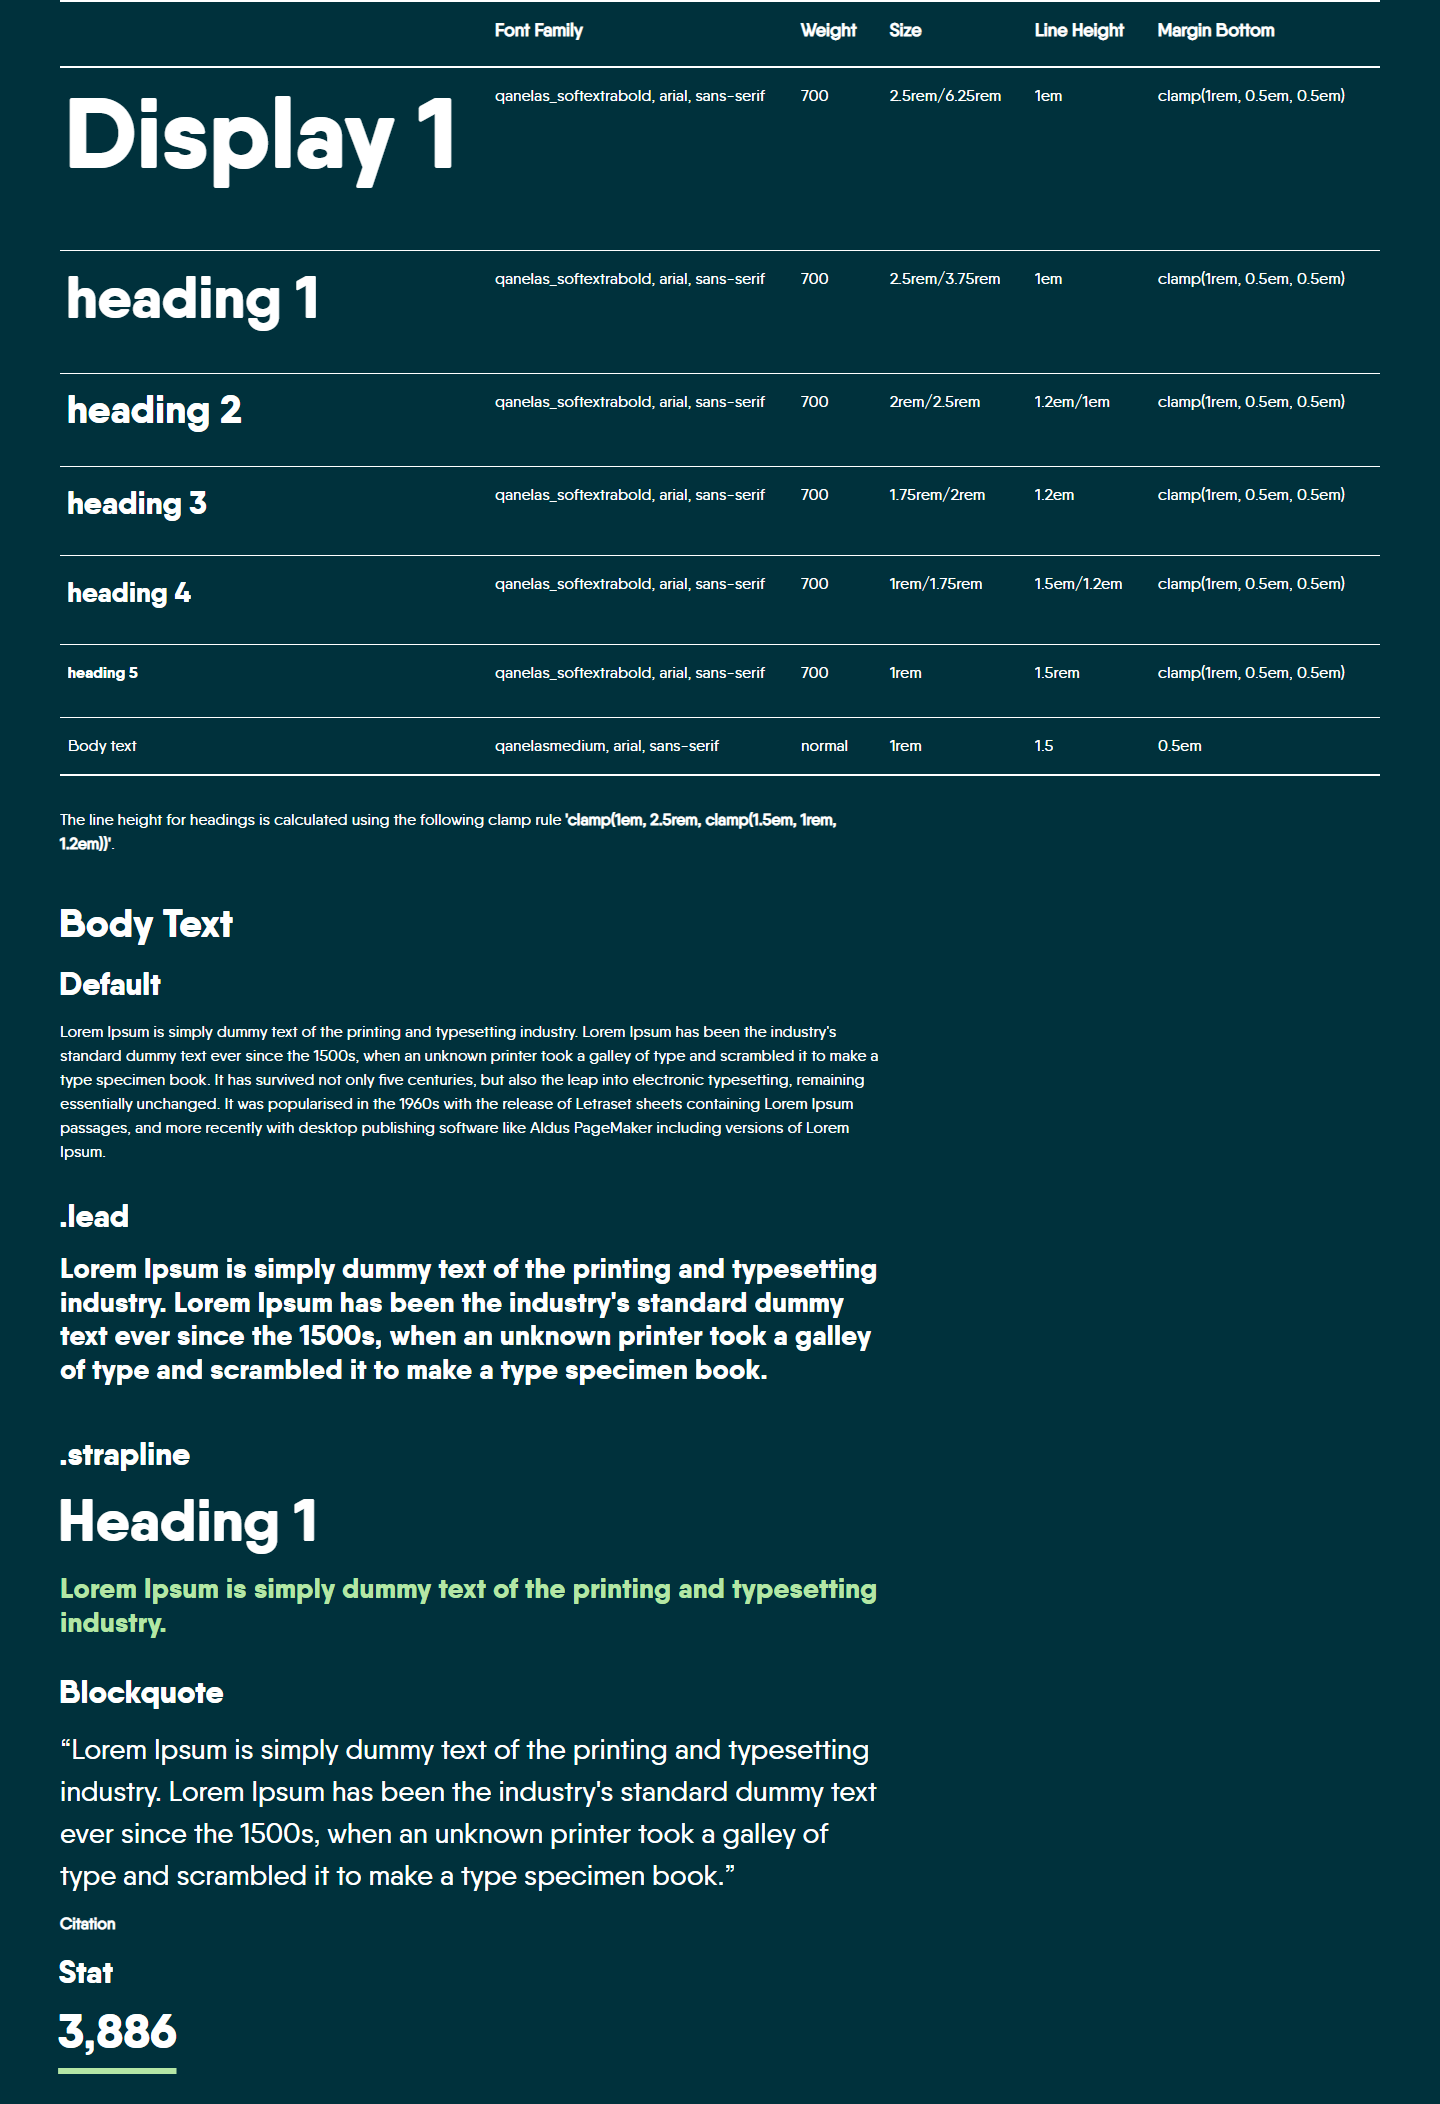 Font Family Weight Size Line Height Margin Bottom
Display 1 qanelas_softextrabold, arial, sans-serif 700 2.5rem/6.25rem 1em clamp(1rem, 0.5em, 0.5em)
heading 1 qanelas_softextrabold, arial, sans-serif 700 2.5rem/3.75rem 1em clamp(1rem, 0.5em, 0.5em)
heading 2 qanelas_softextrabold, arial, sans-serif 700 2rem/2.5rem 1.2em/1em clamp(1rem, 0.5em, 0.5em)
heading 3 qanelas_softextrabold, arial, sans-serif 700 1.75rem/2rem 1.2em clamp(1rem, 0.5em, 0.5em)
heading 4 qanelas_softextrabold, arial, sans-serif 700 1rem/1.75rem 1.5em/1.2em clamp(1rem, 0.5em, 0.5em)
heading 5 qanelas_softextrabold, arial, sans-serif 700 1rem 1.5rem clamp(1rem, 0.5em, 0.5em)
Body text qanelasmedium, arial, sans-serif normal 1rem 1.5 0.5em
The line height for headings is calculated using the following clamp rule 'clamp(1em, 2.5rem, clamp(1.5em, 1rem,
1.2em))'.
Body Text
Default
Lorem Ipsum is simply dummy text of the printing and typesetting industry. Lorem Ipsum has been the industry's
standard dummy text ever since the 1500s, when an unknown printer took a galley of type and scrambled it to make a
type specimen book. It has survived not only five centuries, but also the leap into electronic typesetting, remaining
essentially unchanged. It was popularised in the 1960s with the release of Letraset sheets containing Lorem Ipsum
passages, and more recently with desktop publishing software like Aldus PageMaker including versions of Lorem
Ipsum.
.lead
Lorem Ipsum is simply dummy text of the printing and typesetting
industry. Lorem Ipsum has been the industry's standard dummy
text ever since the 1500s, when an unknown printer took a galley
of type and scrambled it to make a type specimen book.
.strapline
Heading 1
Lorem Ipsum is simply dummy text of the printing and typesetting
industry.
Blockquote
“Lorem Ipsum is simply dummy text of the printing and typesetting
industry. Lorem Ipsum has been the industry's standard dummy text
ever since the 1500s, when an unknown printer took a galley of
type and scrambled it to make a type specimen book.”
Citation
Stat
3,886